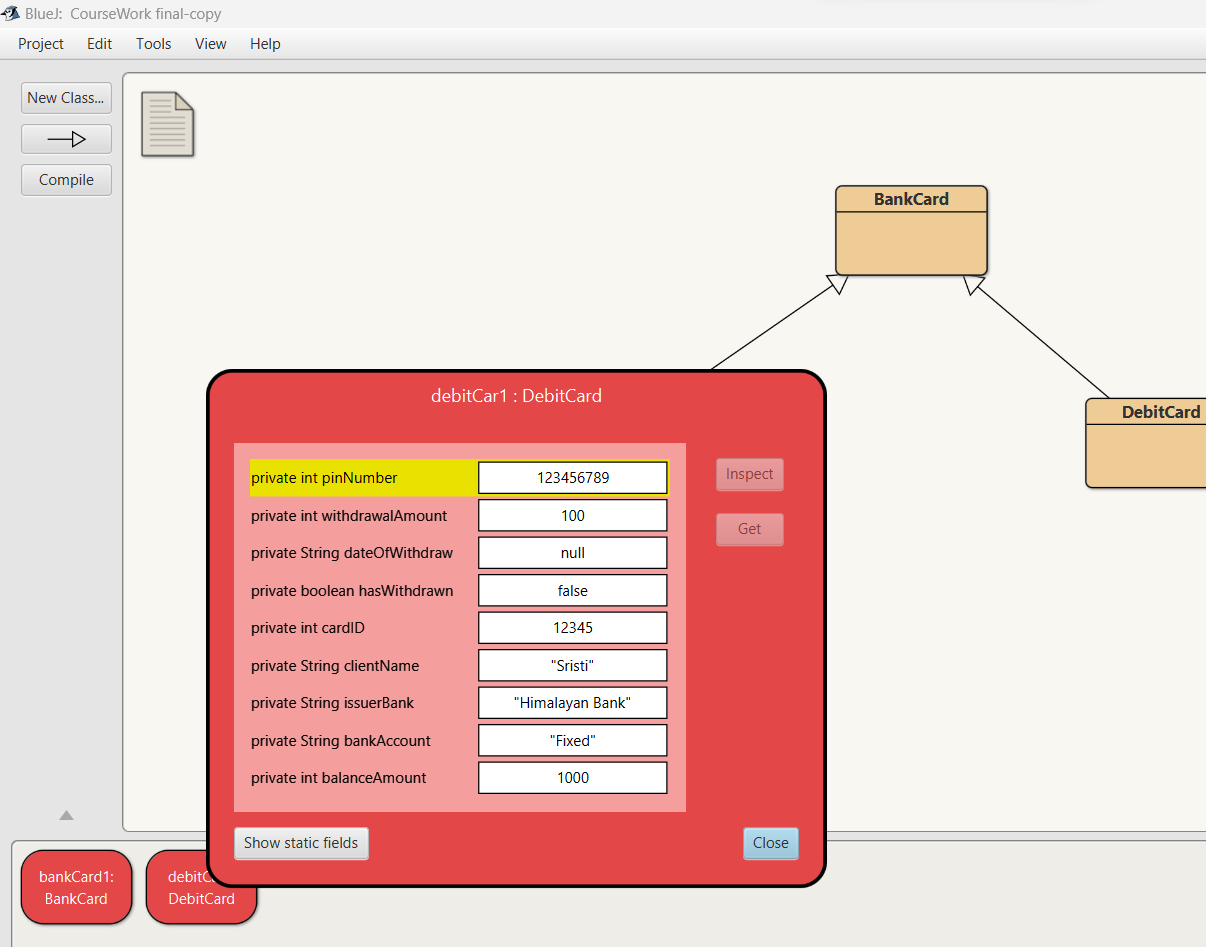 BlueJ: CourseWork final-copy
Project Edit Tools View Help
New Class...
Compile
BankCard
DebitCard
debitCar1 : DebitCard
private int pinNumber 123456789
private int withdrawalAmount 100
private String dateOfWithdraw null
private boolean hasWithdrawn false
private int cardID 12345
private String clientName "Sristi"
private String issuerBank "Himalayan Bank"
private String bankAccount "Fixed"
private int balanceAmount 1000
Inspect
Get
Show static fields
Close
bankCard1:
BankCard
debitC
DebitCard